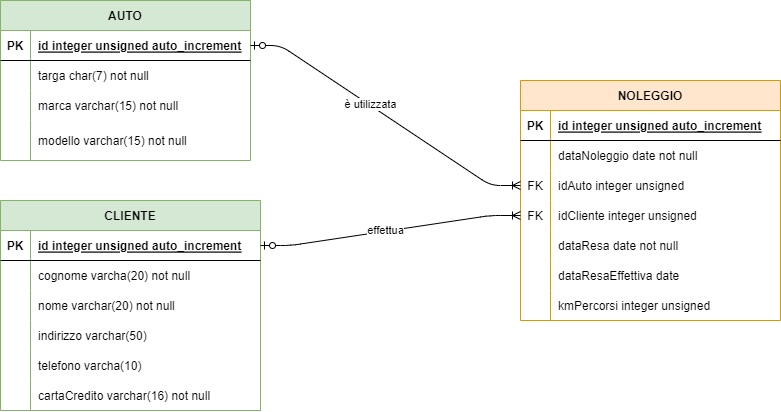 AUTO
PK id integer unsigned auto_increment
targa char(7) not null
marca varchar(15) not null
modello varchar(15) not null
è utilizzata
NOLEGGIO
PK id integer unsigned auto_increment
dataNoleggio date not null
FK idAuto integer unsigned
FK idCliente integer unsigned
dataResa date not null
dataResaEffettiva date
kmPercorsi integer unsigned
CLIENTE
PK id integer unsigned auto_increment
cognome varcha(20) not null
nome varchar(20) not null
indirizzo varchar(50)
telefono varcha(10)
cartaCredito varchar(16) not null
effettua